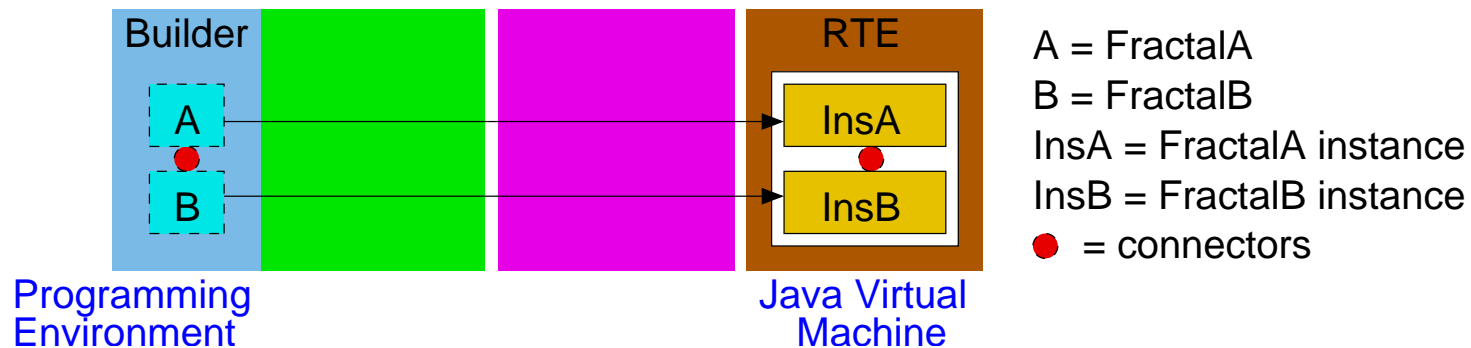 Builder
RTE
A
B
InsA
InsB
Programming
Environment
Java Virtual
Machine
A = FractalA
B = FractalB
InsA = FractalA instance
InsB = FractalB instance
= connectors